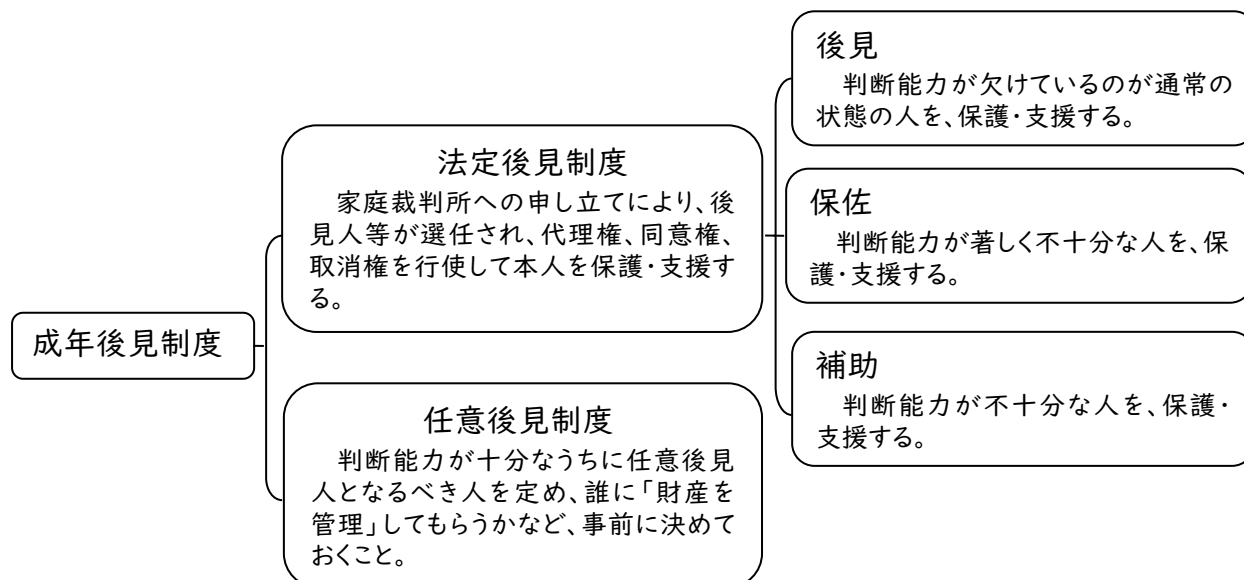 成年後見制度
法定後見制度
家庭裁判所への申し立てにより、後
見人等が選任され、代理権、同意権、
取消権を行使して本人を保護・支援す
る。
任意後見制度
判断能力が十分なうちに任意後見
人となるべき人を定め、誰に「財産を
管理」してもらうかなど、事前に決めて
おくこと。
後見
判断能力が欠けているのが通常の
状態の人を、保護・支援する。
保佐
判断能力が著しく不十分な人を、保
護・支援する。
補助
判断能力が不十分な人を、保護・
支援する。